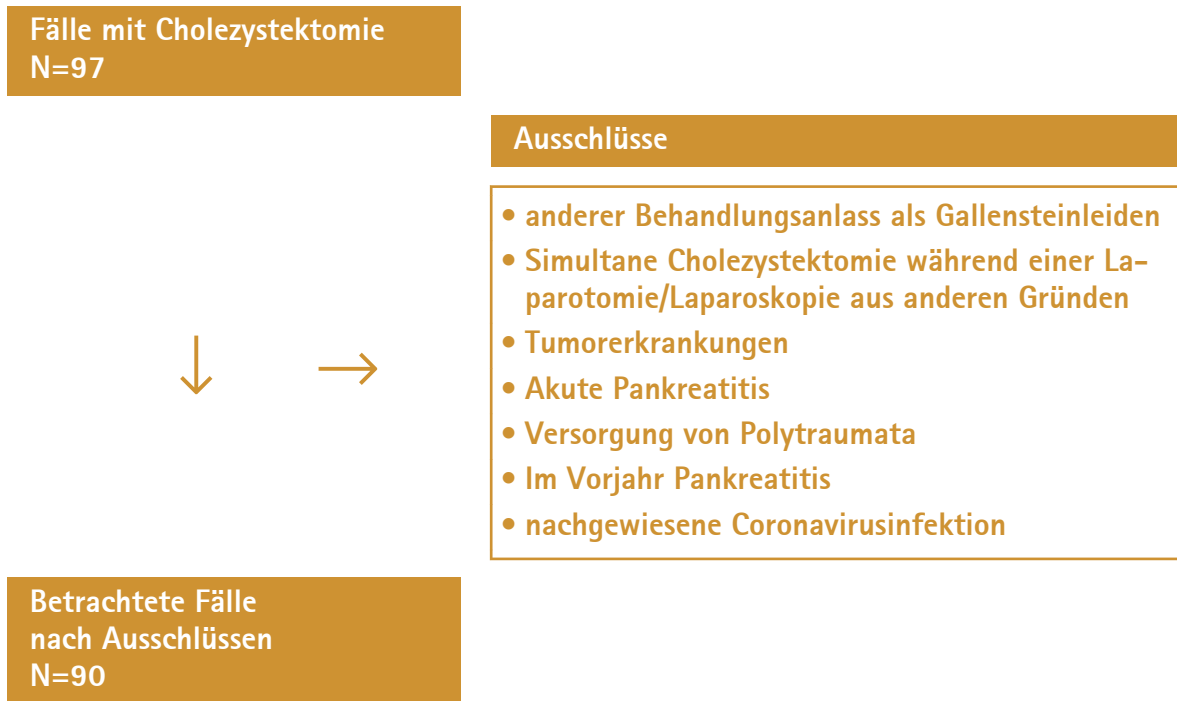 Fälle mit Cholezystektomie
N=97
Ausschlüsse
• anderer Behandlungsanlass als Gallensteinleiden
• Simultane Cholezystektomie während einer La-
parotomie/Laparoskopie aus anderen Gründen
• Tumorerkrankungen
• Akute Pankreatitis
• Versorgung von Polytraumata
• Im Vorjahr Pankreatitis
• nachgewiesene Coronavirusinfektion
Betrachtete Fälle
nach Ausschlüssen
N=90